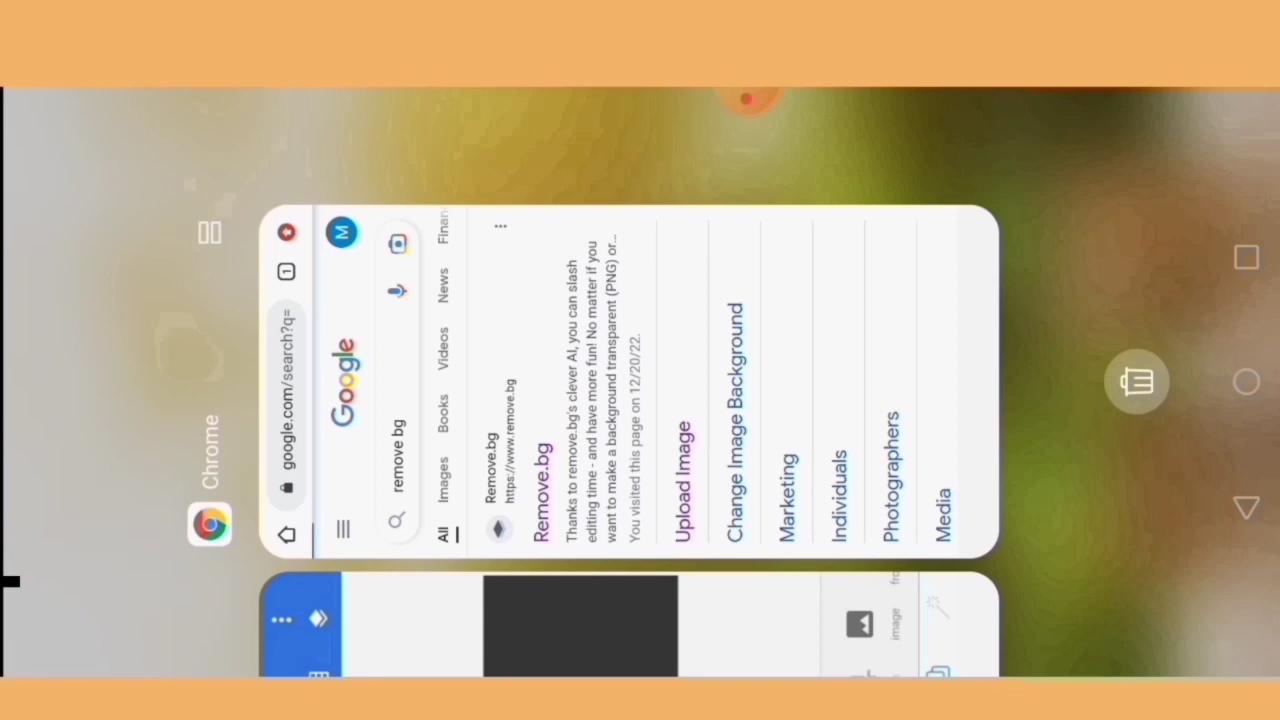 Chrome
google.com/search?q=
1
Google
M
remove bg
All Images Books Videos News Finan
Remove.bg
https://www.remove.bg
Remove.bg
Thanks to remove.bg's clever AI, you can slash
editing time - and have more fun! No matter if you
want to make a background transparent (PNG) or...
You visited this page on 12/20/22.
Upload Image
Change Image Background
Marketing
Individuals
Photographers
Media
image fro